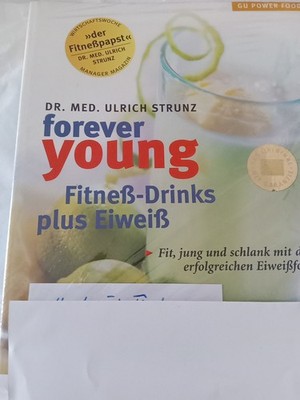 GU POWER FOOD
WIRTSCHAFTSWOCHE
»der
Fitneßpapst«
DR. MED. ULRICH
STRUNZ
MANAGER MAGAZIN
DR. MED. ULRICH STRUNZ
forever
young
Fitneß-Drinks
plus Eiweiß
Fit, jung und schlank mit d
erfolgreichen Eiweißfo